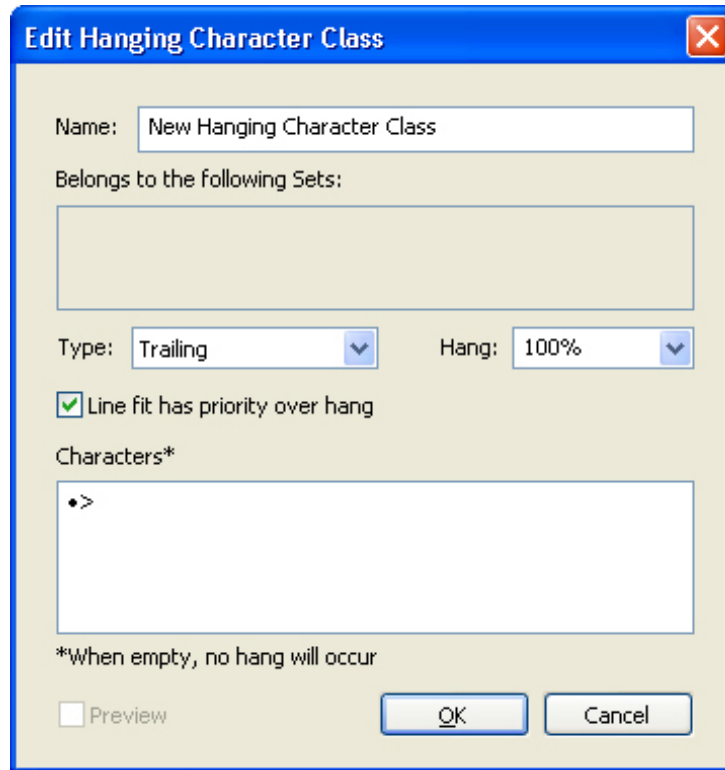 Edit Hanging Character Class
Name: New Hanging Character Class
Belongs to the following Sets:
Type: Trailing Hang: 100%
Line fit has priority over hang
Characters*
•>
*When empty, no hang will occur
Preview OK Cancel